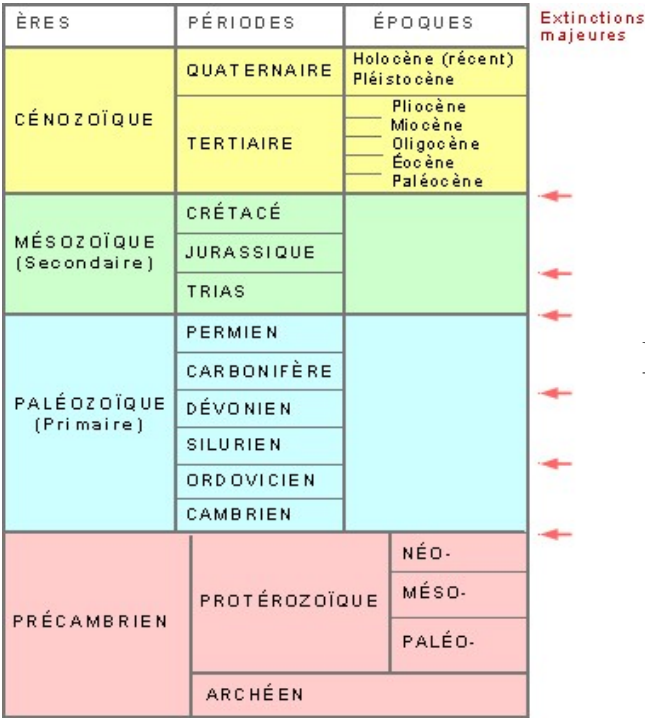 ÈRES
PÉRIODES
ÉPOQUES
Extinctions
majeures
CÉNOZOÏQUE
QUATERNAIRE
Holocène (récent)
Pléistocène
TERTIAIRE
Pliocène
Miocène
Oligocène
Éocène
Paléocène
MÉSOZOÏQUE
(Secondaire)
CRÉTACÉ
JURASSIQUE
TRIAS
PALÉOZOÏQUE
(Primaire)
PERMIEN
CARBONIFÈRE
DÉVONIEN
SILURIEN
ORDOVICIEN
CAMBRIEN
PRÉCAMBRIEN
PROTÉROZOÏQUE
NÉO-
MÉSO-
PALÉO-
ARCHÉEN